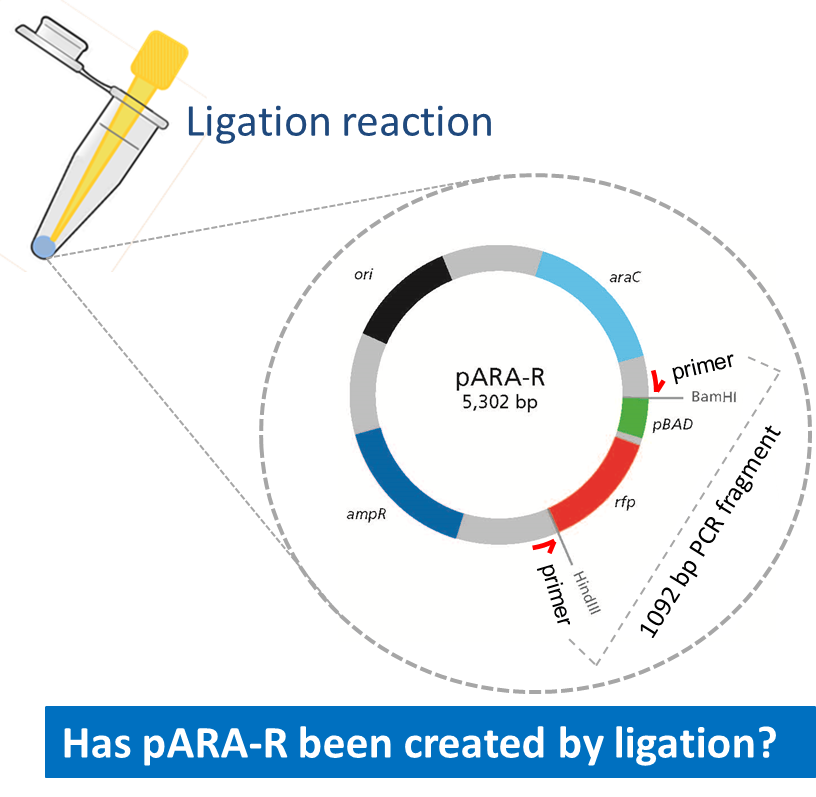 Ligation reaction
ori
araC
pARA-R
5,302 bp
primer
BamHI
pBAD
rfp
ampR
HindIII
primer
1092 bp PCR fragment
Has pARA-R been created by ligation?